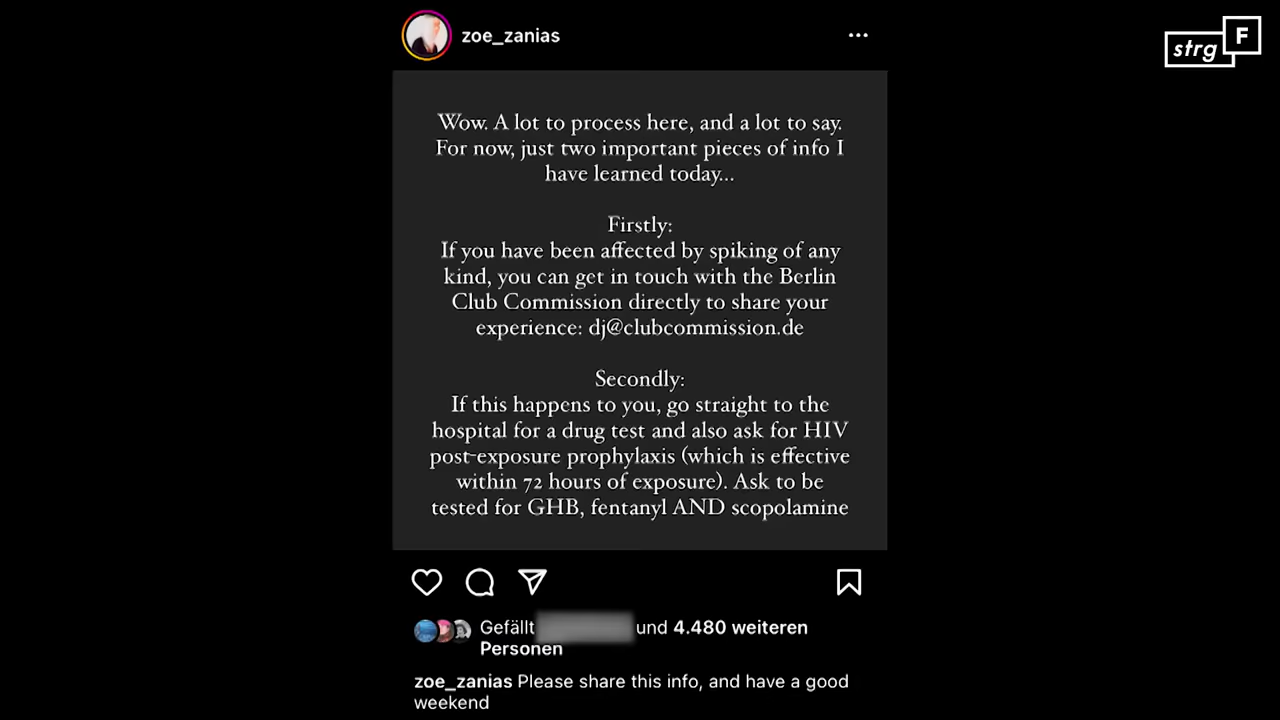 zoe_zanias
strg F
Wow. A lot to process here, and a lot to say.
For now, just two important pieces of info I
have learned today...
Firstly:
If you have been affected by spiking of any
kind, you can get in touch with the Berlin
Club Commission directly to share your
experience: dj@clubcommission.de
Secondly:
If this happens to you, go straight to the
hospital for a drug test and also ask for HIV
post-exposure prophylaxis (which is effective
within 72 hours of exposure). Ask to be
tested for GHB, fentanyl AND scopolamine
Gefällt und 4.480 weiteren
Personen
zoe_zanias Please share this info, and have a good
weekend